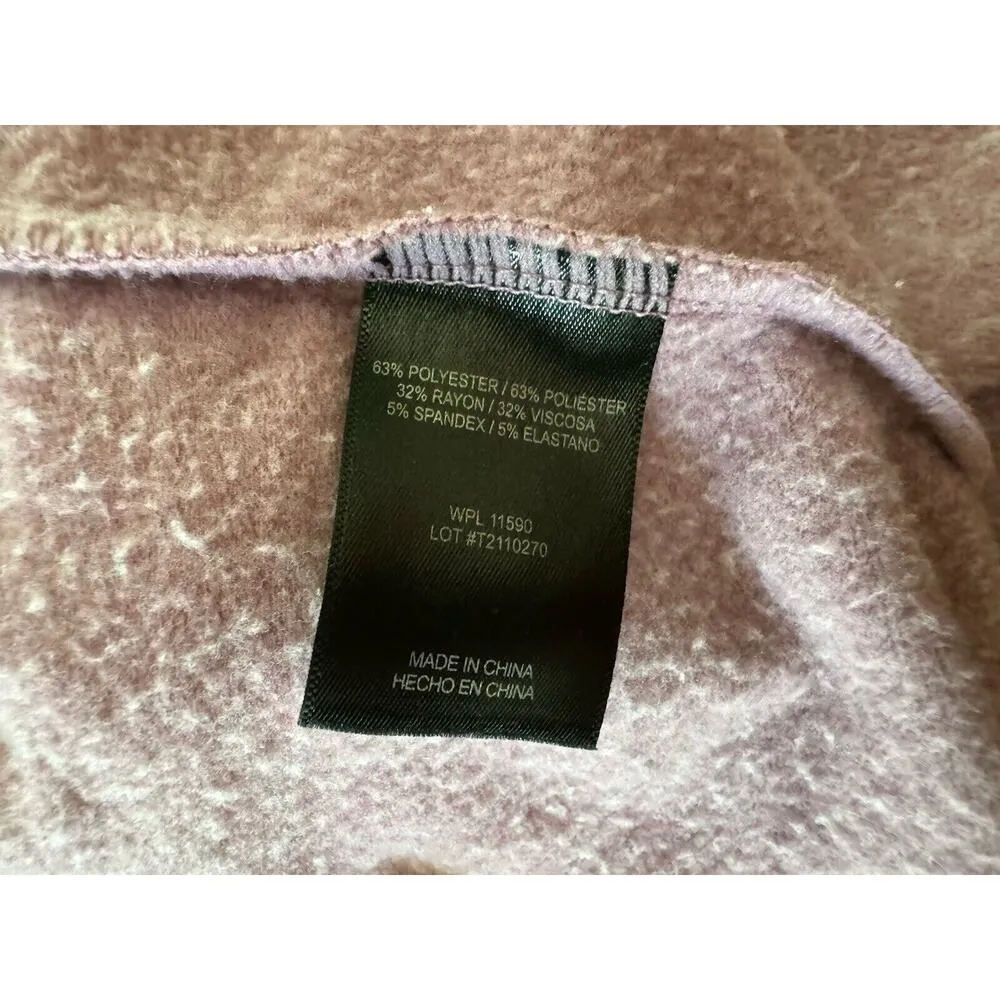 63% POLYESTER / 63% POLIÉSTER
32% RAYON / 32% VISCOSA
5% SPANDEX / 5% ELASTANO
WPL 11590
LOT #T2110270
MADE IN CHINA
HECHO EN CHINA